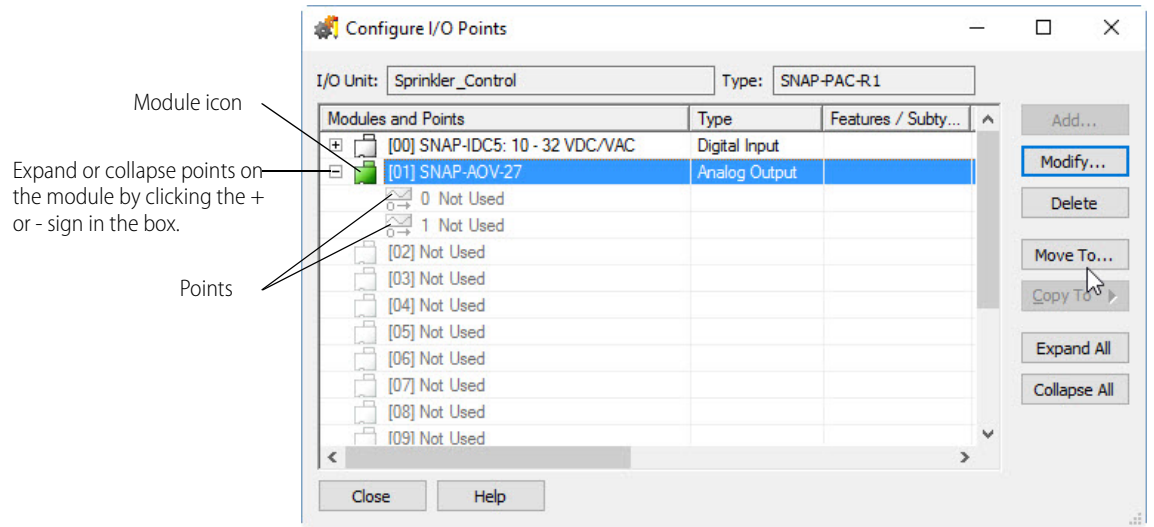 Configure I/O Points
I/O Unit: Sprinkler_Control Type: SNAP-PAC-R1
Module icon
Modules and Points Type Features / Subty...
Add...
[00] SNAP-IDC5: 10 - 32 VDC/VAC Digital Input
Expand or collapse points on
the module by clicking the +
or - sign in the box.
[01] SNAP-AOV-27 Analog Output
Modify...
0 Not Used
Delete
1 Not Used
[02] Not Used
Move To...
[03] Not Used
Points
Copy To
[04] Not Used
[05] Not Used
[06] Not Used
Expand All
[07] Not Used
Collapse All
[08] Not Used
[09] Not Used
Close Help